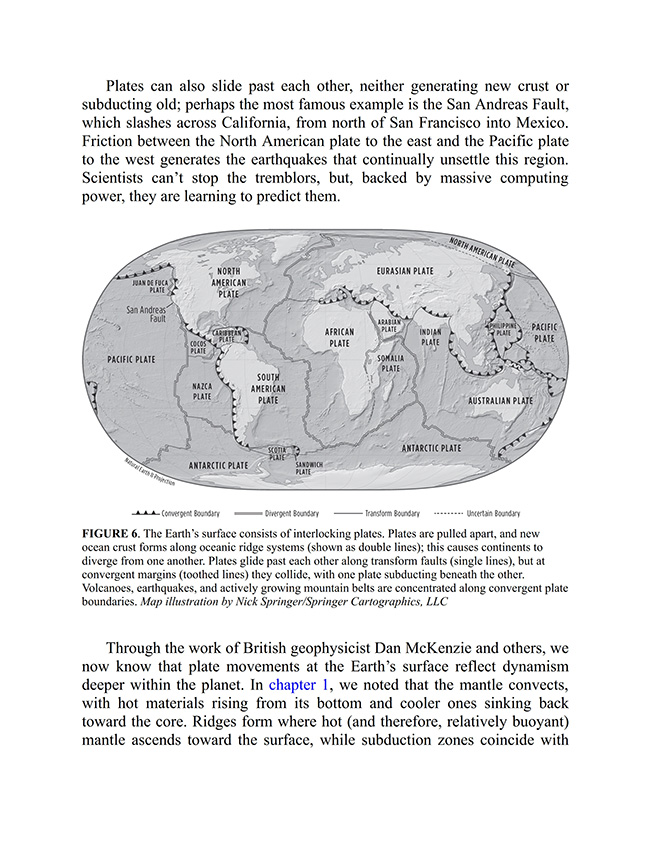 Plates can also slide past each other, neither generating new crust or
subducting old; perhaps the most famous example is the San Andreas Fault,
which slashes across California, from north of San Francisco into Mexico.
Friction between the North American plate to the east and the Pacific plate
to the west generates the earthquakes that continually unsettle this region.
Scientists can’t stop the tremblors, but, backed by massive computing
power, they are learning to predict them.
NORTH AMERICAN PLATE
JUAN DE FUCA
PLATE
NORTH
AMERICAN
PLATE
EURASIAN PLATE
San Andreas
Fault
CARIBBEAN
PLATE
COCOS
PLATE
AFRICAN
PLATE
ARABIAN
PLATE
INDIAN
PLATE
PHILIPPINE
PLATE
PACIFIC
PLATE
PACIFIC PLATE
SOMALIA
PLATE
NAZCA
PLATE
SOUTH
AMERICAN
PLATE
AUSTRALIAN PLATE
SCOTIA
PLATE
SANDWICH
PLATE
ANTARCTIC PLATE
ANTARCTIC PLATE
Natural Earth II Projection
Convergent Boundary
Divergent Boundary
Transform Boundary
Uncertain Boundary
FIGURE 6. The Earth’s surface consists of interlocking plates. Plates are pulled apart, and new
ocean crust forms along oceanic ridge systems (shown as double lines); this causes continents to
diverge from one another. Plates glide past each other along transform faults (single lines), but at
convergent margins (toothed lines) they collide, with one plate subducting beneath the other.
Volcanoes, earthquakes, and actively growing mountain belts are concentrated along convergent plate
boundaries. Map illustration by Nick Springer/Springer Cartographics, LLC
Through the work of British geophysicist Dan McKenzie and others, we
now know that plate movements at the Earth’s surface reflect dynamism
deeper within the planet. In chapter 1, we noted that the mantle convects,
with hot materials rising from its bottom and cooler ones sinking back
toward the core. Ridges form where hot (and therefore, relatively buoyant)
mantle ascends toward the surface, while subduction zones coincide with